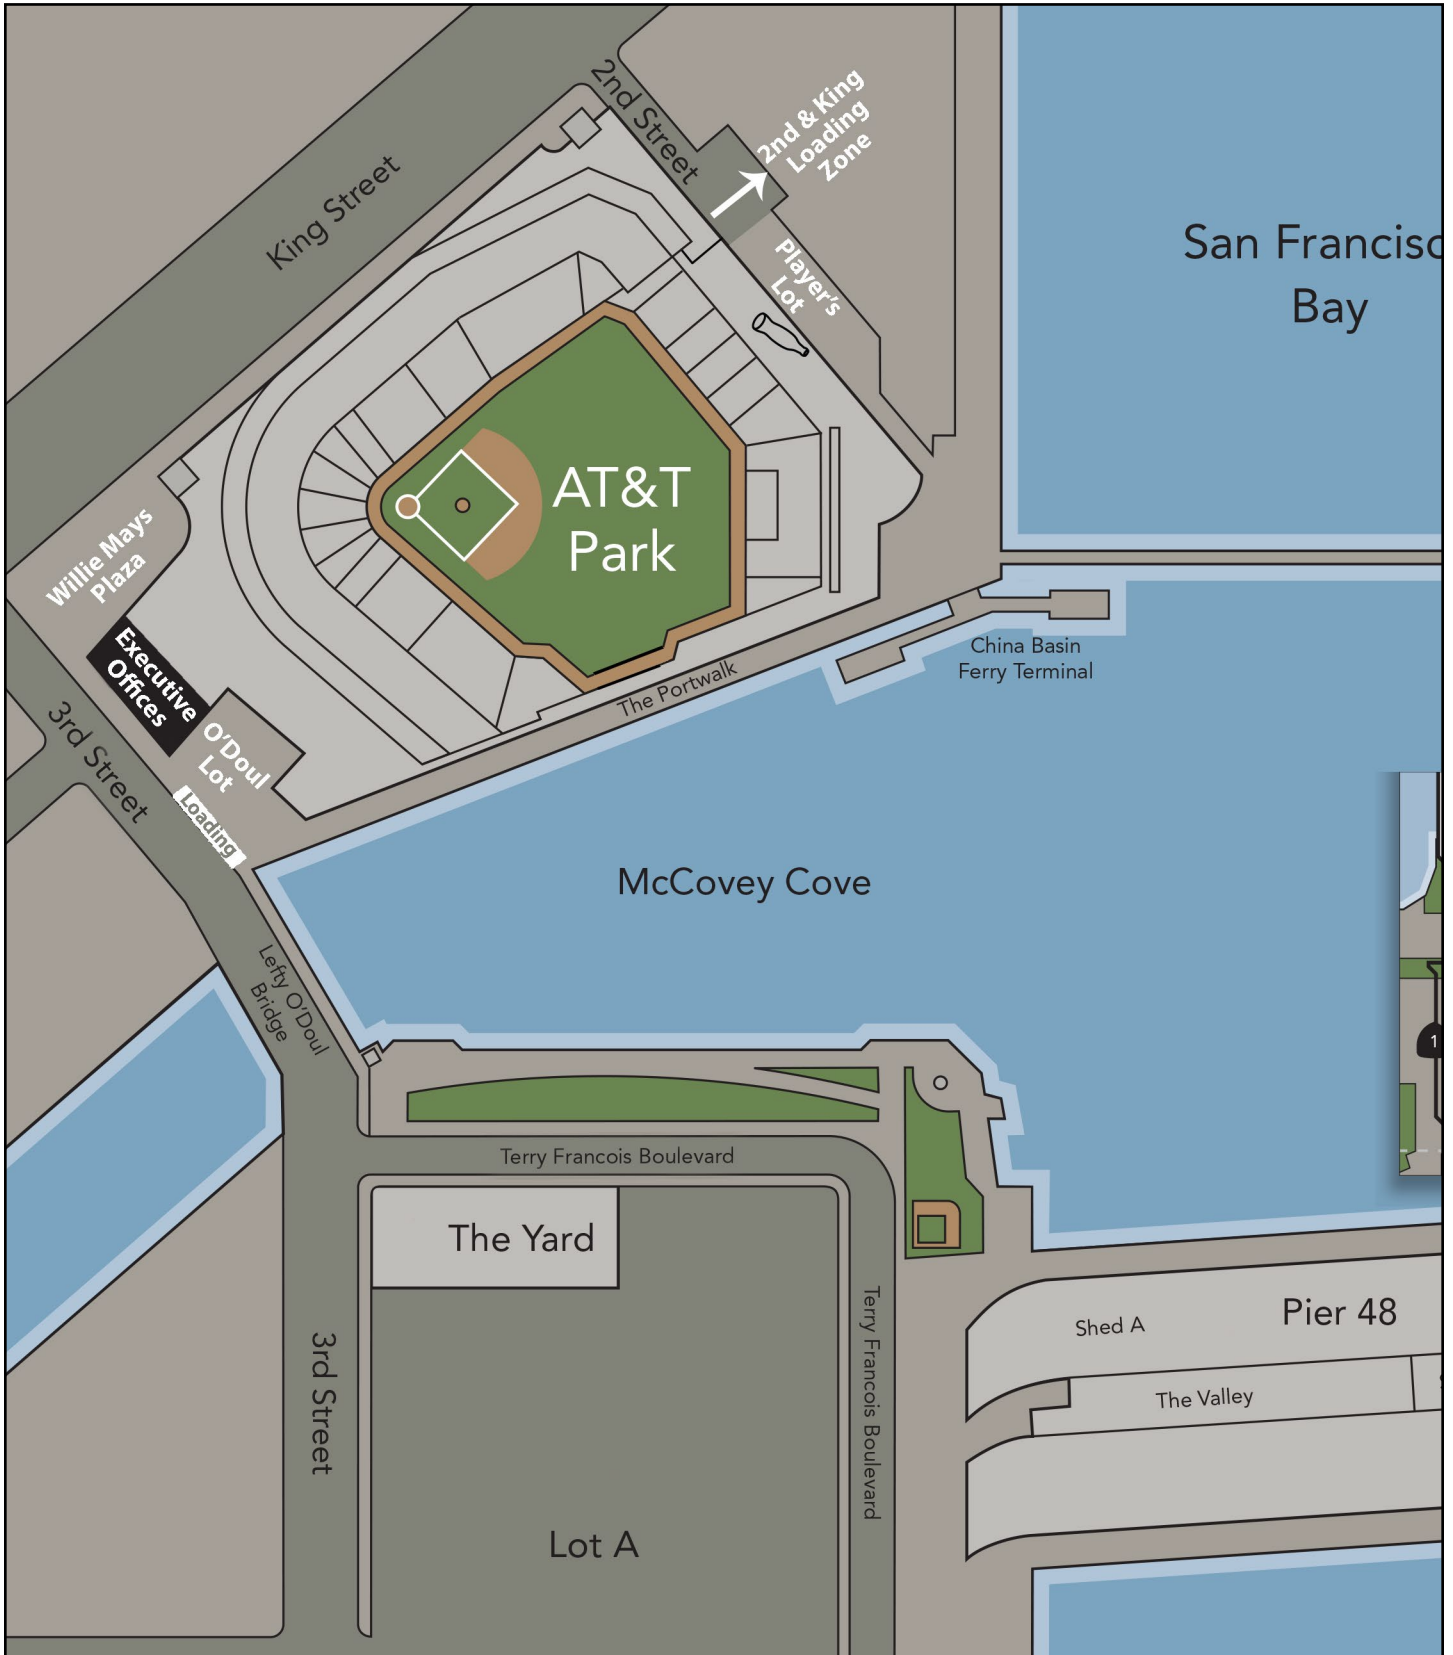 2nd Street
2nd & King
Loading
Zone
King Street
San Francisc
Bay
Player's
Lot
AT&T
Park
Willie Mays
Plaza
Executive
Offices
China Basin
Ferry Terminal
The Portwalk
3rd Street
O'Doul
Lot
Loading
McCovey Cove
Lefty O'Doul
Bridge
1
Terry Francois Boulevard
The Yard
Terry Francois Boulevard
Pier 48
Shed A
The Valley
3rd Street
Lot A